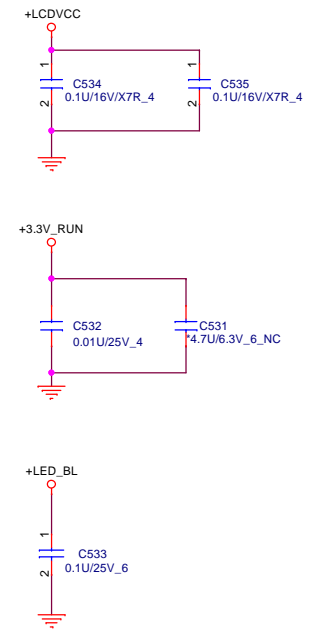 +LCDVCC
1 1
C534 C535
0.1U/16V/X7R_4 0.1U/16V/X7R_4
2 2
+3.3V_RUN
C532 C531
0.01U/25V_4 *4.7U/6.3V_6_NC
+LED_BL
1
C533
0.1U/25V_6
2